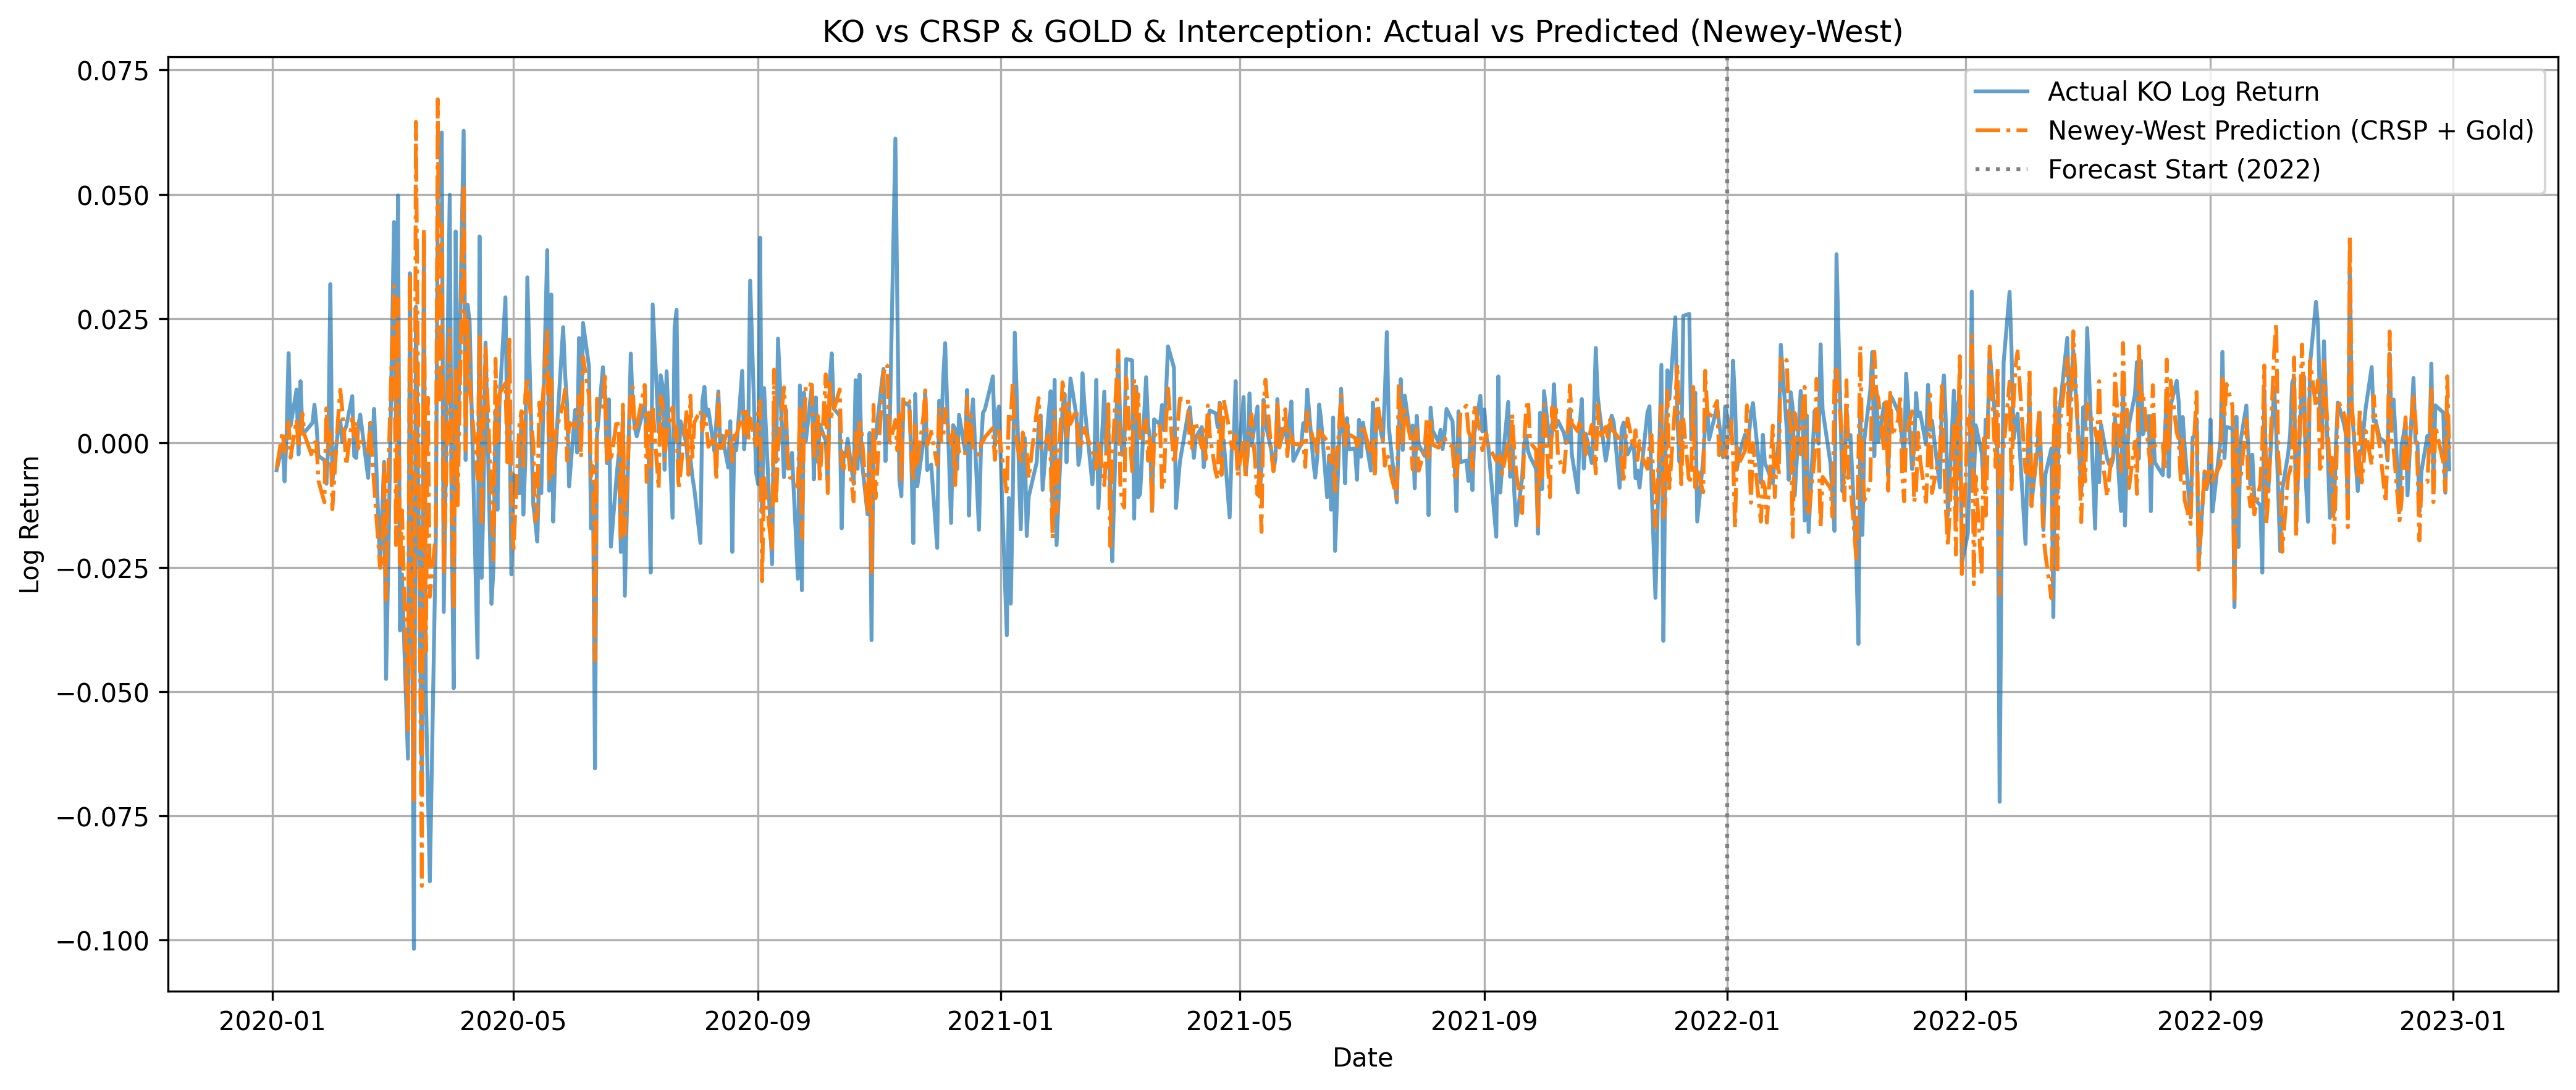 KO vs CRSP & GOLD & Interception: Actual vs Predicted (Newey-West)
Actual KO Log Return
Newey-West Prediction (CRSP + Gold)
Forecast Start (2022)
Log Return
0.075
0.050
0.025
0.000
−0.025
−0.050
−0.075
−0.100
2020-01 2020-05 2020-09 2021-01 2021-05 2021-09 2022-01 2022-05 2022-09 2023-01
Date